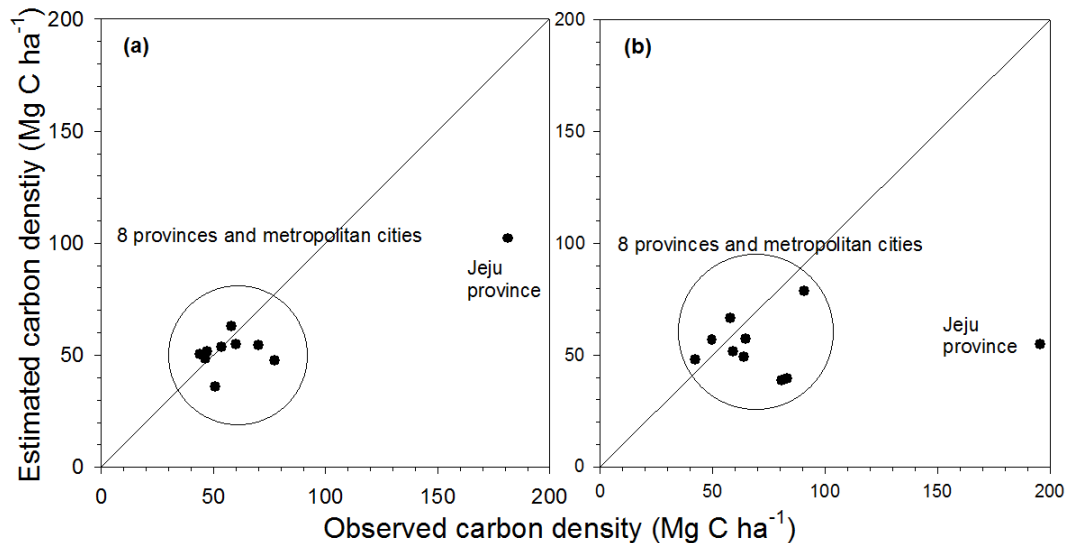 (a)
200
150
100
50
0
8 provinces and metropolitan cities
Jeju
province
0
50
100
150
200
(b)
200
150
100
50
0
8 provinces and metropolitan cities
Jeju
province
0
50
100
150
200
Estimated carbon denstiy (Mg C ha⁻¹)
Observed carbon density (Mg C ha⁻¹)